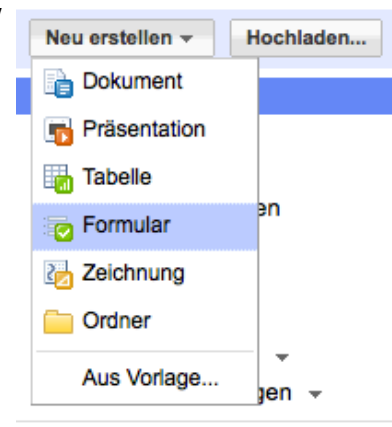 Neu erstellen Hochladen...
Dokument
Präsentation
Tabelle
Formular
Zeichnung
Ordner
Aus Vorlage...